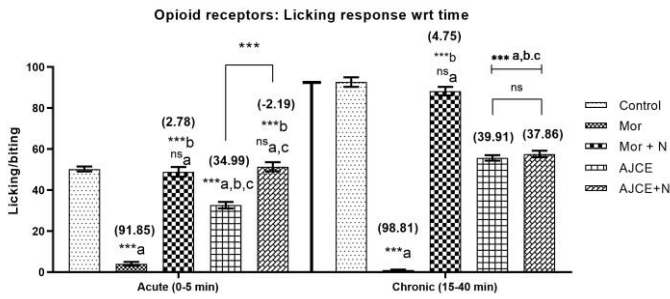 Opioid receptors: Licking response wrt time
Licking/biting
100
80
60
40
20
0
(91.85)
***a
(2.78)
***b
ns a
(34.99)
***a,b,c
***
(-2.19)
***b
ns a,c
(98.81)
***a
(4.75)
***b
ns a
*** a,b.c
ns
(39.91)
(37.86)
Acute (0-5 min)
Chronic (15-40 min)
Control
Mor
Mor + N
AJCE
AJCE+N